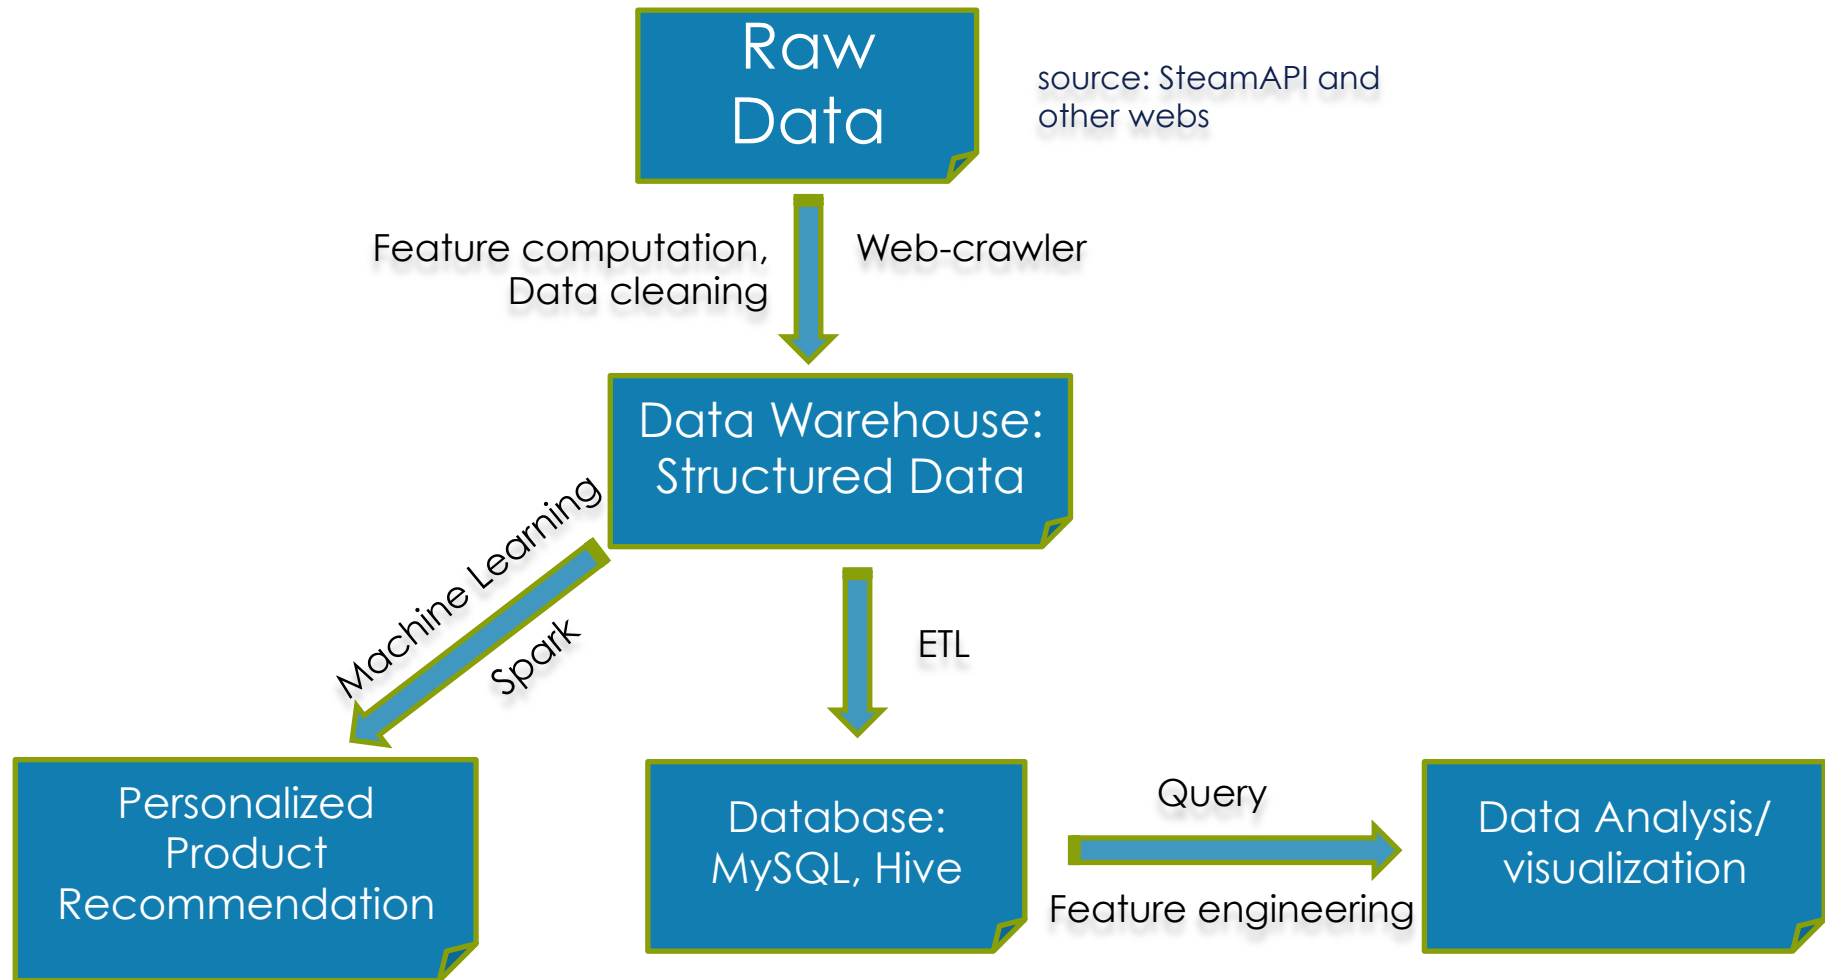 Raw
Data
source: SteamAPI and
other webs
Feature computation,
Data cleaning
Web-crawler
Data Warehouse:
Structured Data
Machine Learning
Spark
ETL
Personalized
Product
Recommendation
Database:
MySQL, Hive
Query
Feature engineering
Data Analysis/
visualization